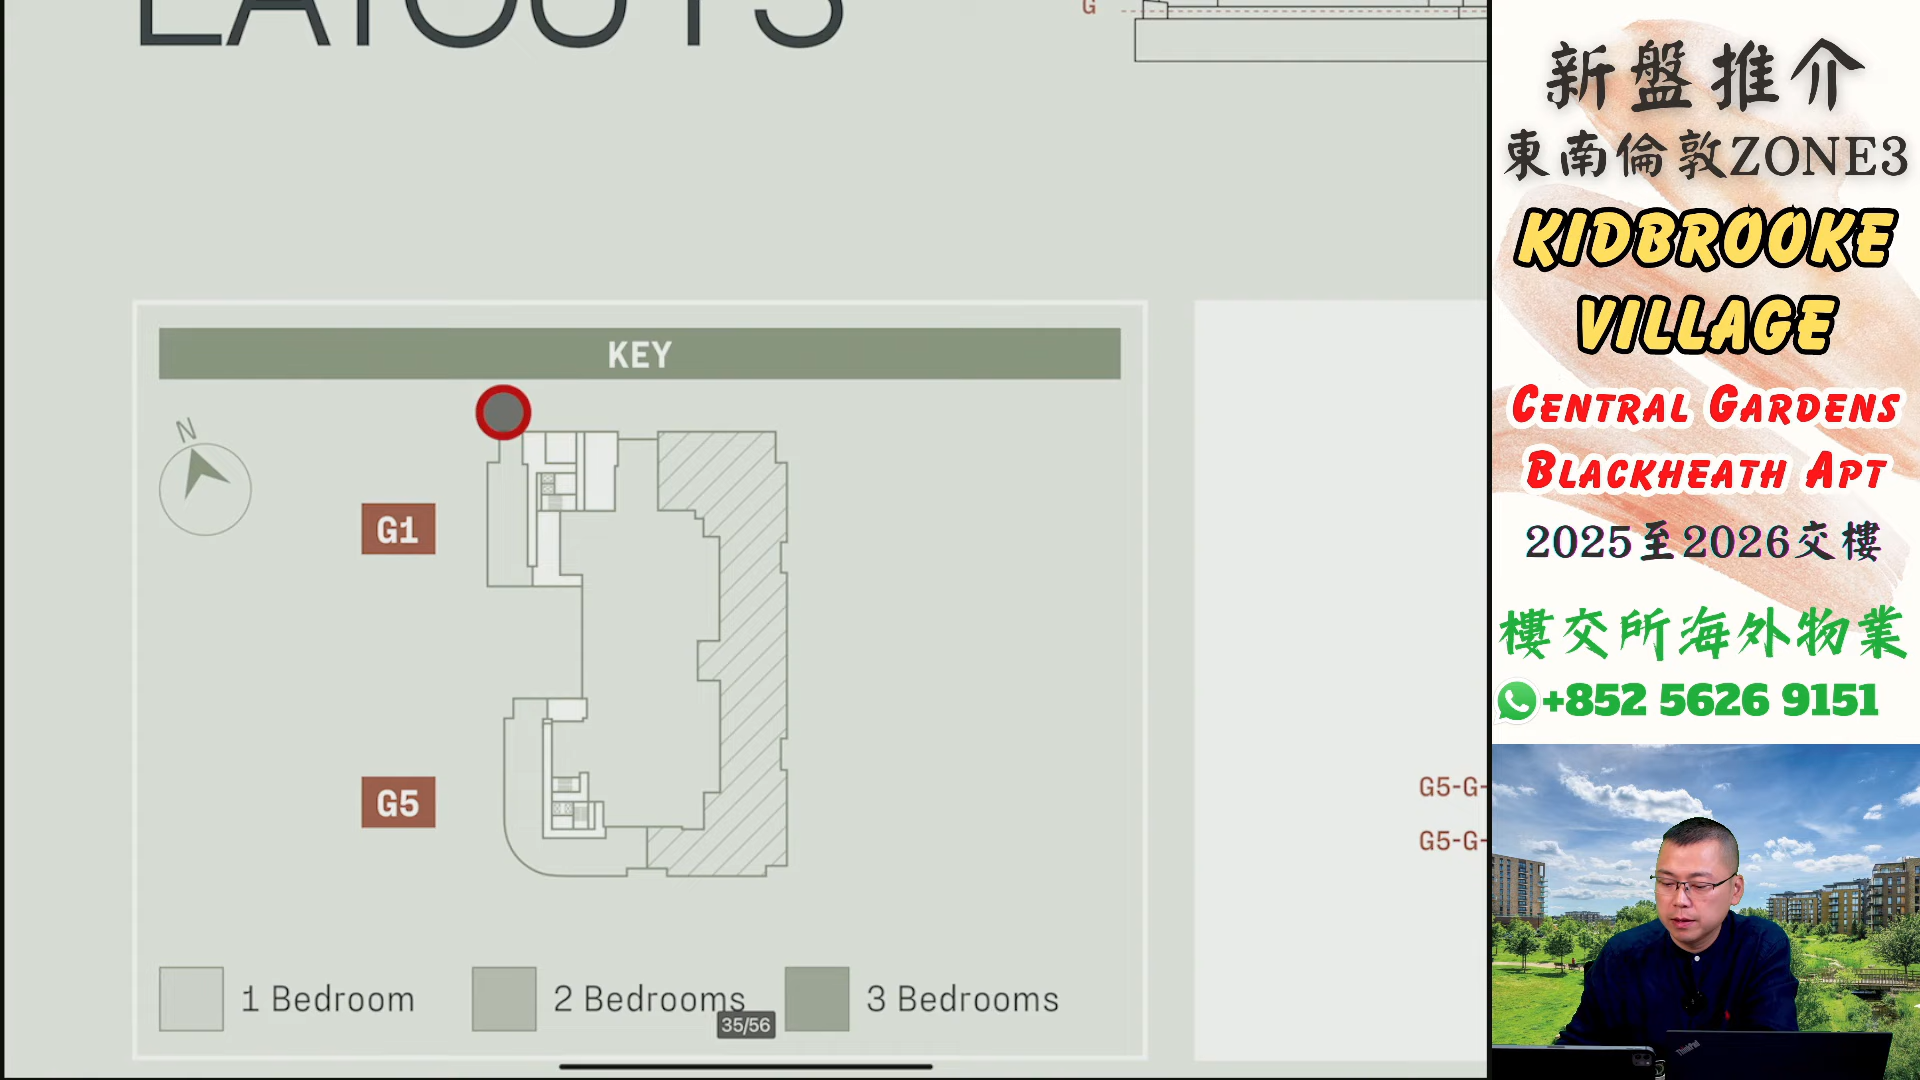 LAYOUTS
G
KEY
N
G1
G5
G5-G-
G5-G-
1 Bedroom
2 Bedrooms
3 Bedrooms
35/56
新盤推介
東南倫敦ZONE3
KIDBROOKE
VILLAGE
CENTRAL GARDENS
BLACKHEATH APT
2025至2026交樓
樓交所海外物業
+852 5626 9151
ThinkPad